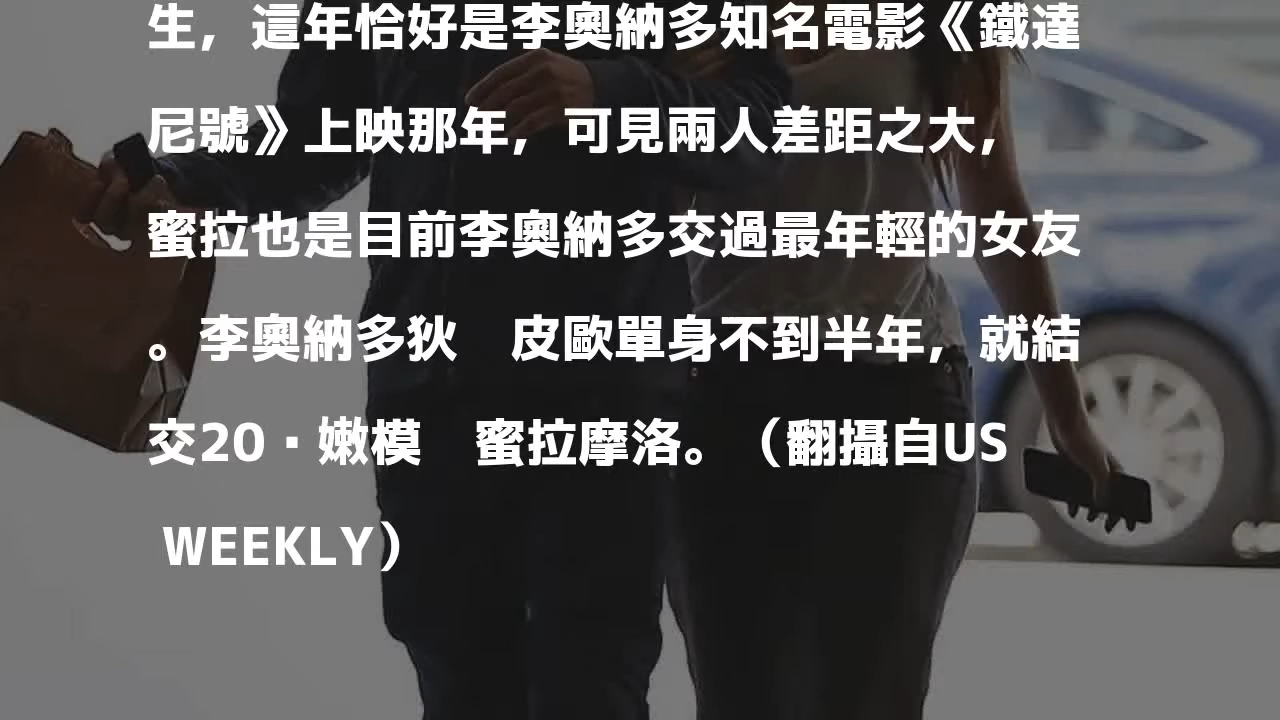 生，這年恰好是李奧納多知名電影《鐵達
尼號》上映那年，可見兩人差距之大，
蜜拉也是目前李奧納多交過最年輕的女友
。李奧納多狄　皮歐單身不到半年，就結
交20·嫩模　蜜拉摩洛。（翻攝自US
WEEKLY）